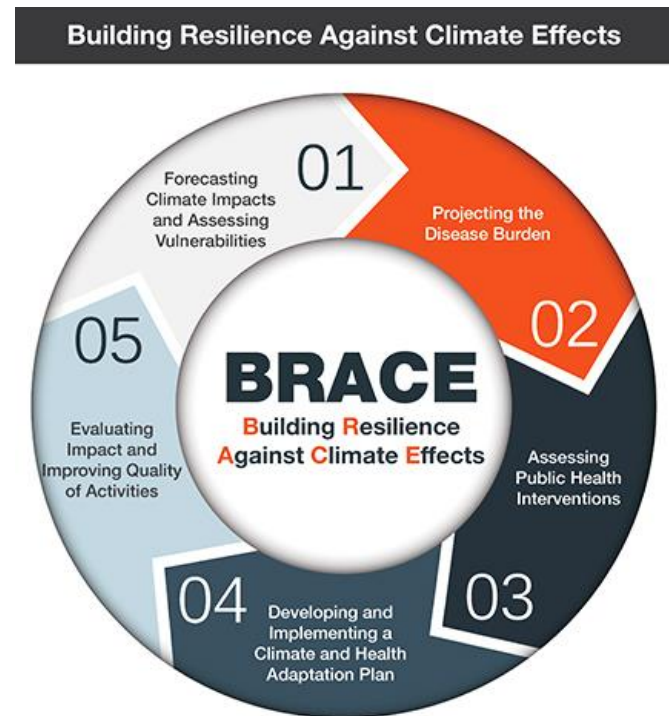 Building Resilience Against Climate Effects
01
Forecasting
Climate Impacts
and Assessing
Vulnerabilities
Projecting the
Disease Burden
02
Assessing
Public Health
Interventions
03
04
Developing and
Implementing a
Climate and Health
Adaptation Plan
05
Evaluating
Impact and
Improving Quality
of Activities
BRACE
Building Resilience
Against Climate Effects